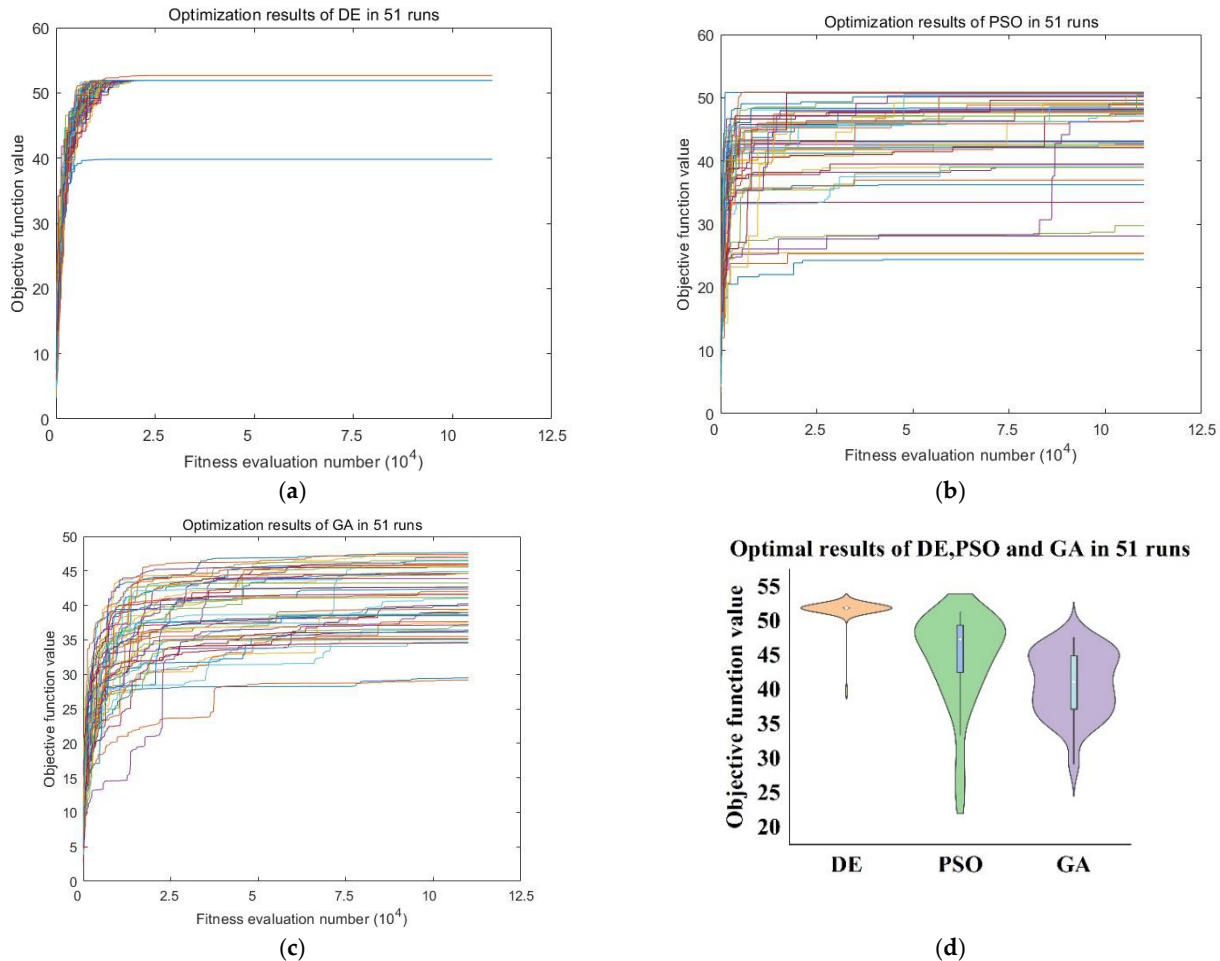 Optimization results of DE in 51 runs
60
50
40
30
20
10
0
0 2.5 5 7.5 10 12.5
Objective function value
Fitness evaluation number (10^4)
(a)
Optimization results of PSO in 51 runs
60
50
40
30
20
10
0
0 2.5 5 7.5 10 12.5
Objective function value
Fitness evaluation number (10^4)
(b)
Optimization results of GA in 51 runs
50
45
40
35
30
25
20
15
10
5
0
0 2.5 5 7.5 10 12.5
Objective function value
Fitness evaluation number (10^4)
(c)
Optimal results of DE,PSO and GA in 51 runs
55
50
45
40
35
30
25
20
Objective function value
DE PSO GA
(d)